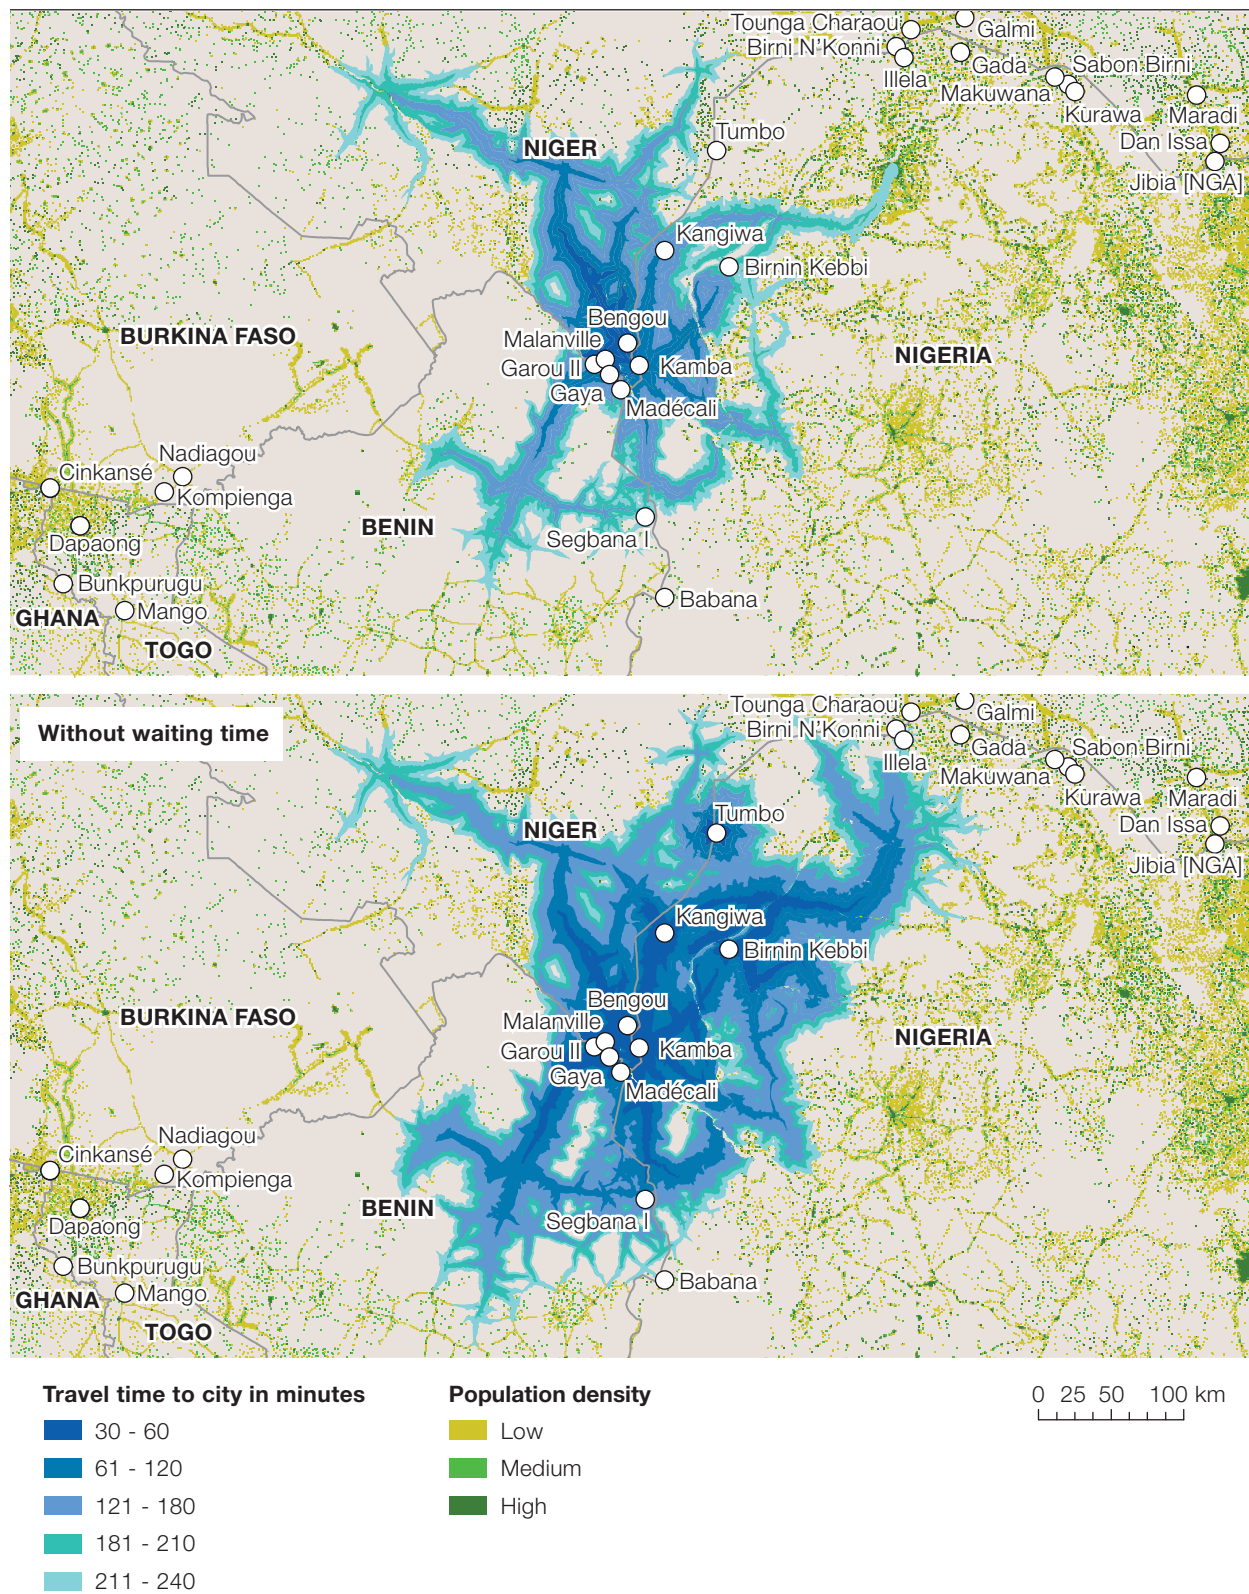 Tounga Charaou
Galmi
Birni N'Konni
Illela
Gada
Sabon Birni
Makuwana
Kurawa
Maradi
Dan Issa
Jibia [NGA]
Tumbo
NIGER
Kangiwa
Birnin Kebbi
BURKINA FASO
Bengou
Malanville
NIGERIA
Garou II
Kamba
Gaya
Madécali
Nadiagou
Cinkansé
Kompienga
BENIN
Segbana I
Dapaong
Bunkpurugu
Babana
GHANA
Mango
TOGO
Without waiting time
Tounga Charaou
Galmi
Birni N'Konni
Illela
Gada
Sabon Birni
Makuwana
Kurawa
Maradi
Dan Issa
Jibia [NGA]
Tumbo
NIGER
Kangiwa
Birnin Kebbi
BURKINA FASO
Bengou
Malanville
NIGERIA
Garou II
Kamba
Gaya
Madécali
Nadiagou
Cinkansé
Kompienga
BENIN
Segbana I
Dapaong
Bunkpurugu
Babana
GHANA
Mango
TOGO
Travel time to city in minutes
30 - 60
61 - 120
121 - 180
181 - 210
211 - 240
Population density
Low
Medium
High
0 25 50 100 km